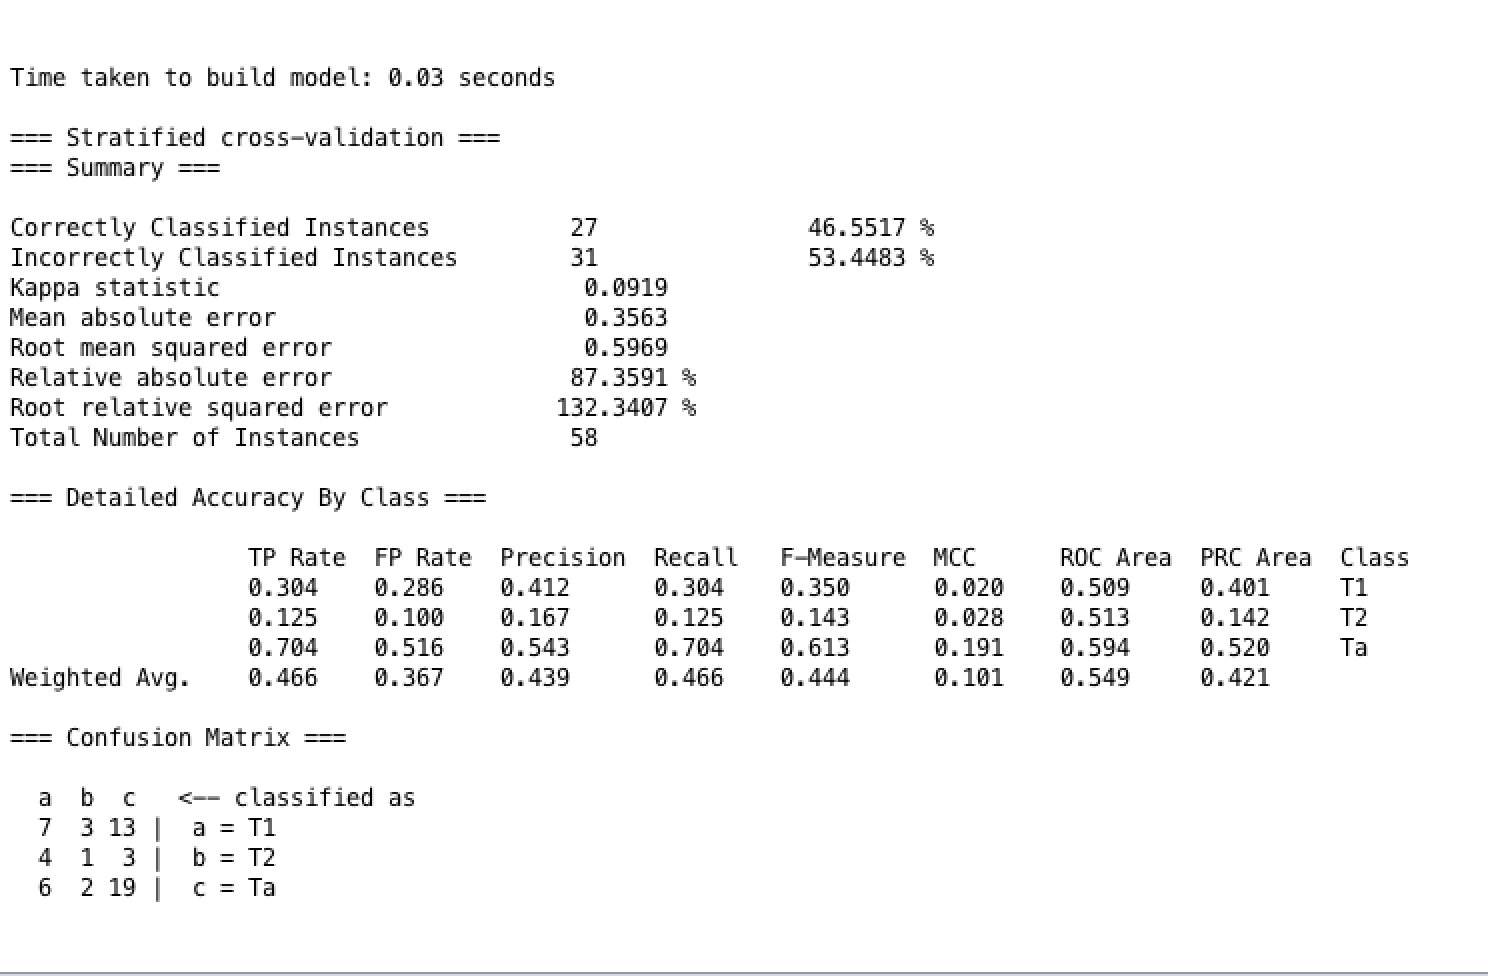 Time taken to build model: 0.03 seconds
=== Stratified cross-validation ===
=== Summary ===
Correctly Classified Instances          27               46.5517 %
Incorrectly Classified Instances        31               53.4483 %
Kappa statistic                          0.0919
Mean absolute error                      0.3563
Root mean squared error                  0.5969
Relative absolute error                 87.3591 %
Root relative squared error            132.3407 %
Total Number of Instances               58
=== Detailed Accuracy By Class ===
                 TP Rate  FP Rate  Precision  Recall   F-Measure  MCC      ROC Area  PRC Area  Class
                 0.304    0.286    0.412      0.304    0.350      0.020    0.509     0.401     T1
                 0.125    0.100    0.167      0.125    0.143      0.028    0.513     0.142     T2
                 0.704    0.516    0.543      0.704    0.613      0.191    0.594     0.520     Ta
Weighted Avg.    0.466    0.367    0.439      0.466    0.444      0.101    0.549     0.421
=== Confusion Matrix ===
  a  b  c   <-- classified as
  7  3 13 |  a = T1
  4  1  3 |  b = T2
  6  2 19 |  c = Ta